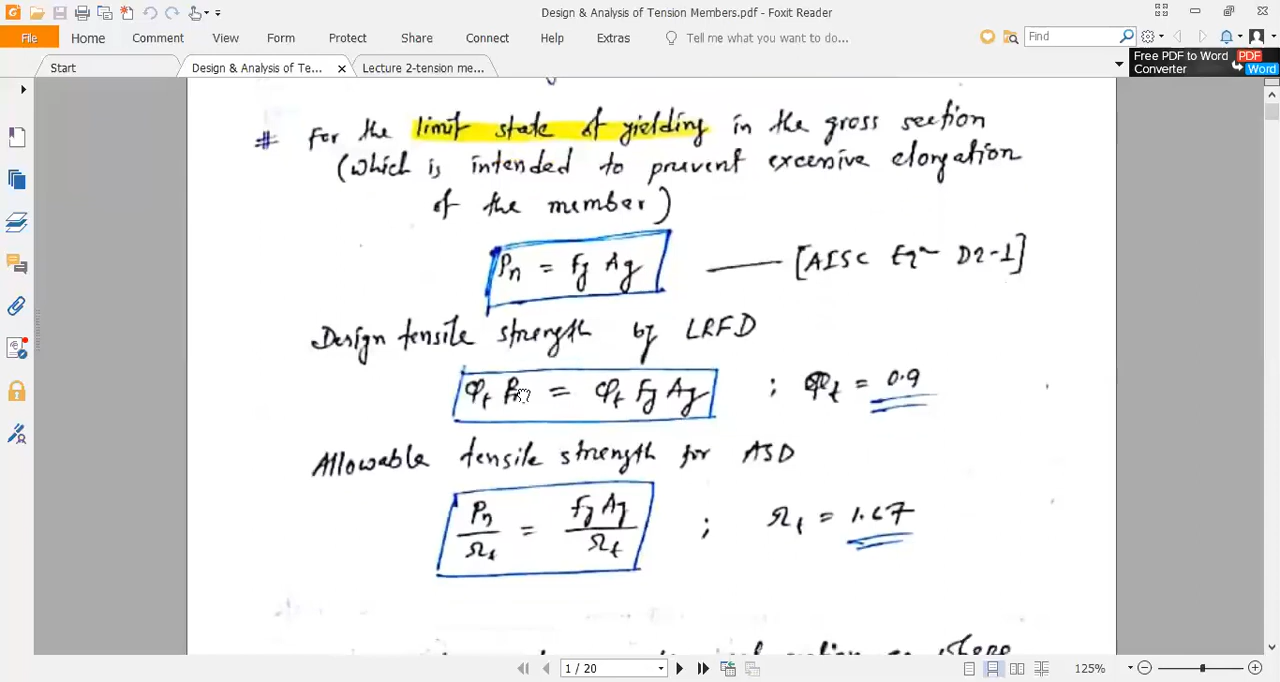 Design & Analysis of Tension Members.pdf - Foxit Reader
File Home Comment View Form Protect Share Connect Help Extras Tell me what you want to do... Find
Free PDF to Word Converter
PDF Word
Start Design & Analysis of Te... Lecture 2-tension me...
# For the limit state of yielding in the gross section
(which is intended to prevent excessive elongation
of the member)
Pn = Fy Ag —— [AISC Eqn D2-1]
Design tensile strength by LRFD
φt Pn = φt Fy Ag ; φt = 0.9
Allowable tensile strength for ASD
Pn/Ωt = Fy Ag/Ωt ; Ωt = 1.67
1 / 20
125%